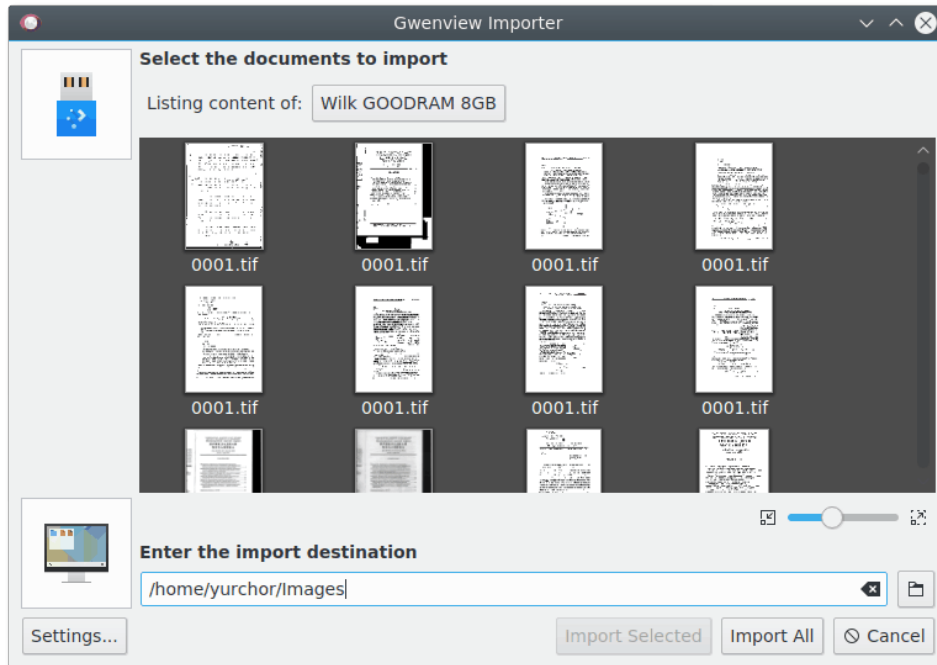 Gwenview Importer
Select the documents to import
Listing content of: Wilk GOODRAM 8GB
0001.tif 0001.tif 0001.tif 0001.tif
0001.tif 0001.tif 0001.tif 0001.tif
Enter the import destination
/home/yurchor/Images
Settings... Import Selected Import All Cancel